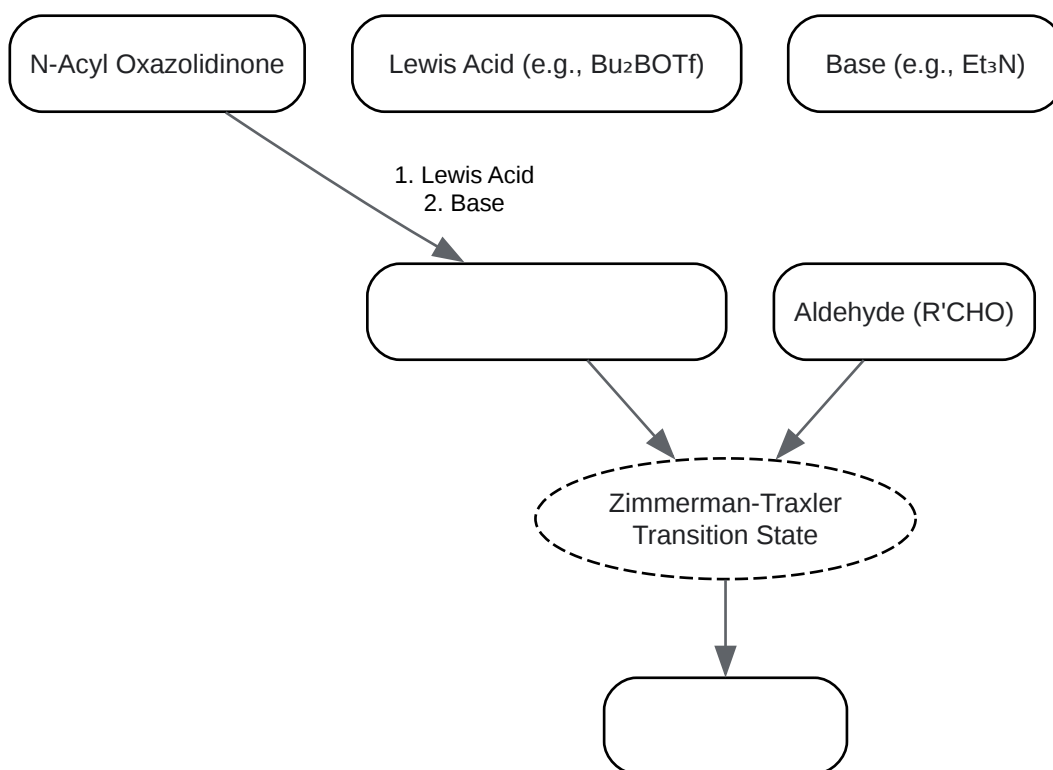 N-Acyl Oxazolidinone
Lewis Acid (e.g., Bu₂BOTf)
Base (e.g., Et₃N)
1. Lewis Acid
2. Base
Aldehyde (R'CHO)
Zimmerman-Traxler
Transition State